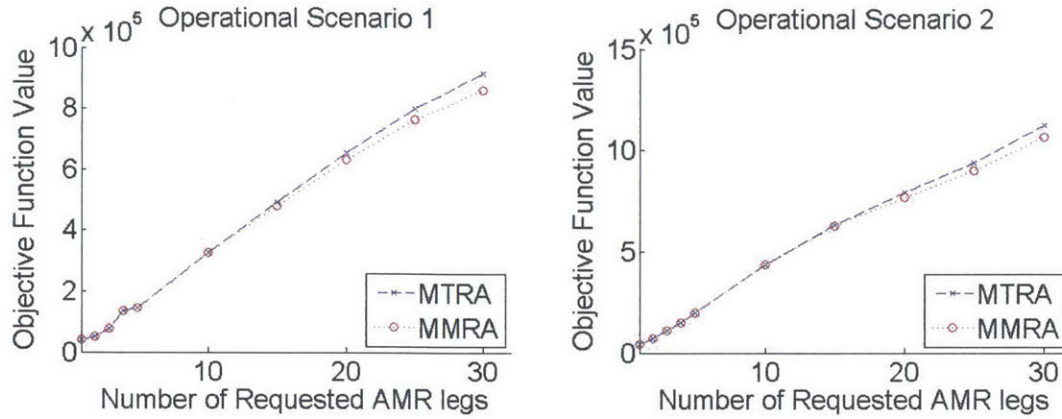 Operational Scenario 1
× 10^5
10
8
6
4
2
0
Objective Function Value
10
20
30
Number of Requested AMR legs
MTRA
MMRA
Operational Scenario 2
× 10^5
15
10
5
0
Objective Function Value
10
20
30
Number of Requested AMR legs
MTRA
MMRA